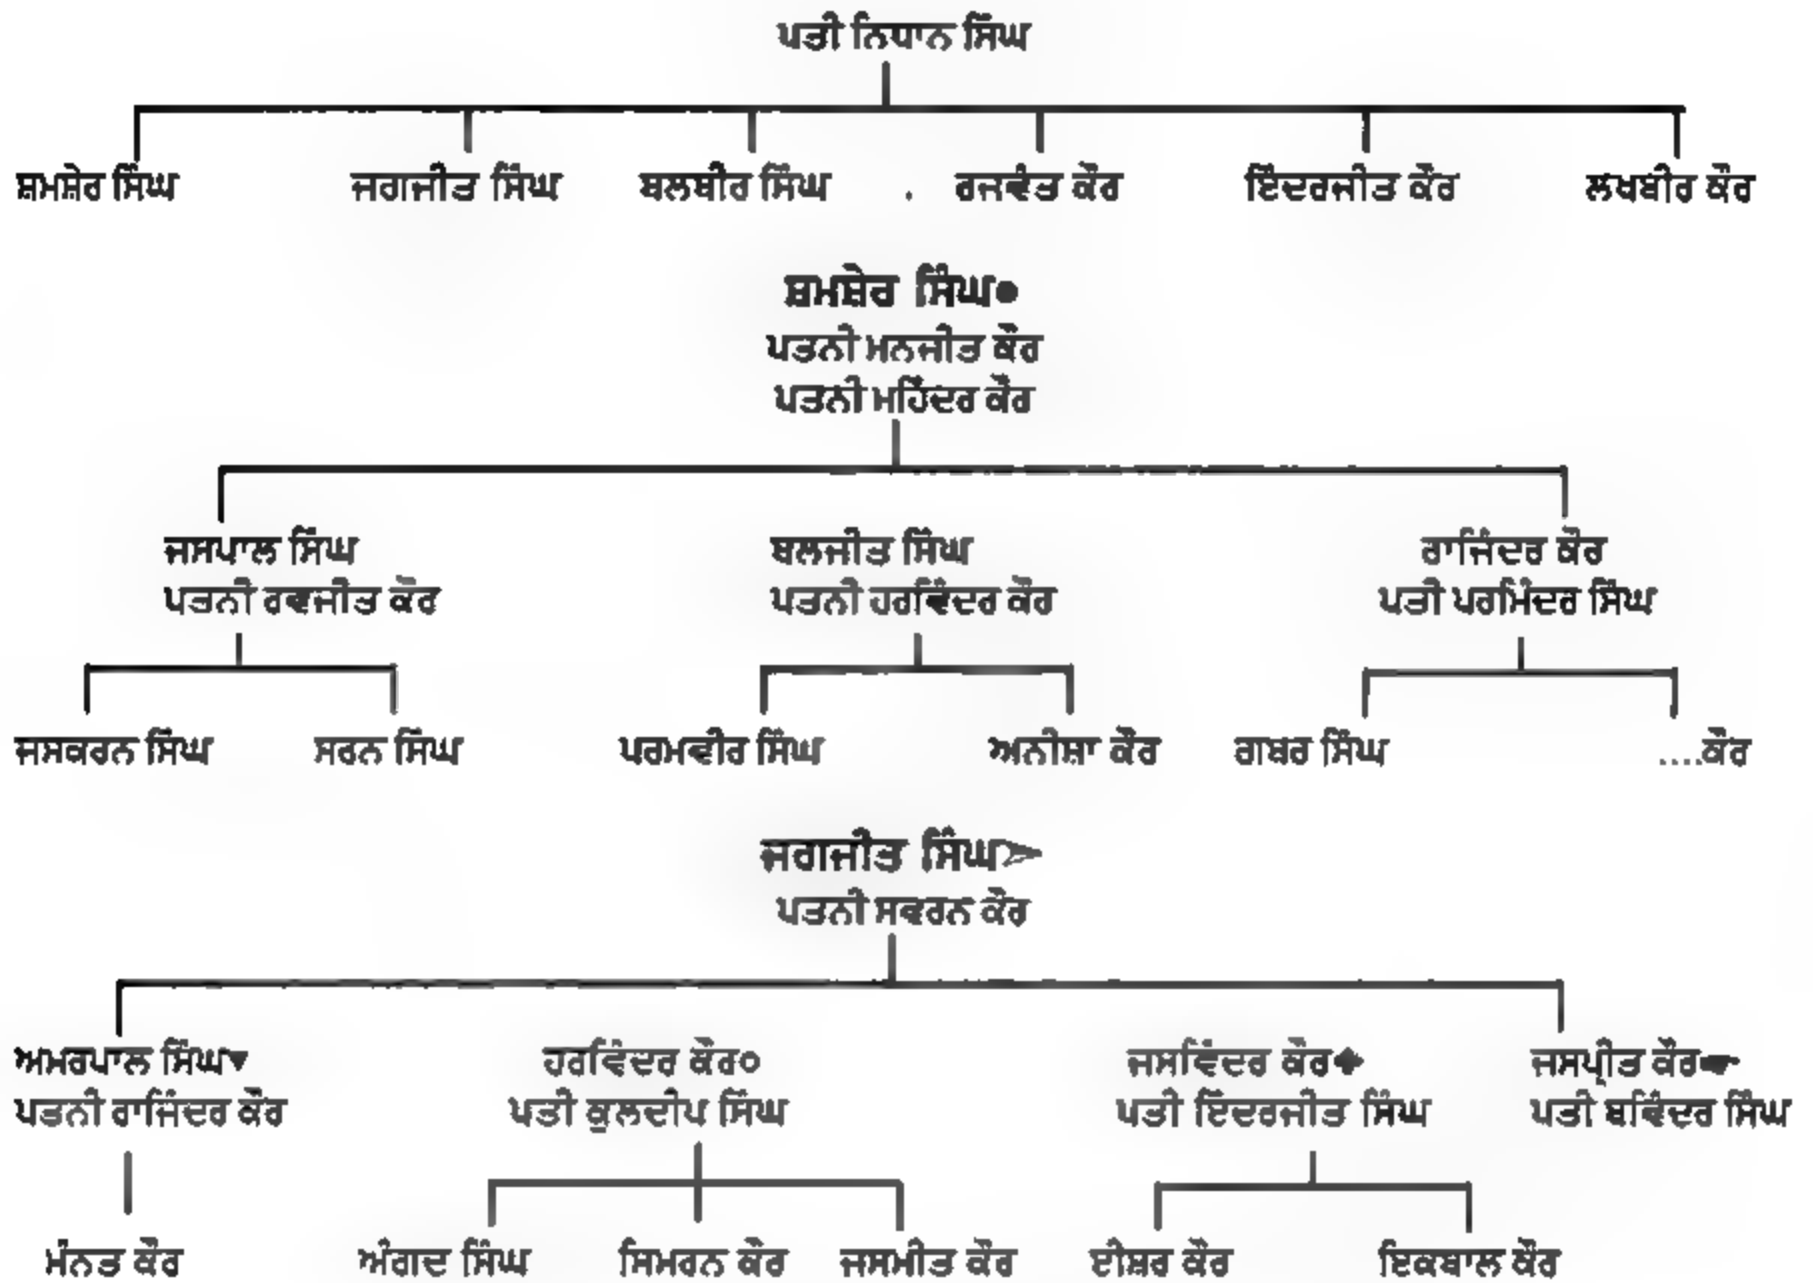 ਪਤੀ ਨਿਧਾਨ ਸਿੰਘ
ਸ਼ਮਸ਼ੇਰ ਸਿੰਘ ਜਗਜੀਤ ਸਿੰਘ ਬਲਬੀਰ ਸਿੰਘ . ਰਜਵੰਤ ਕੌਰ ਇੰਦਰਜੀਤ ਕੌਰ ਲਖਬੀਰ ਕੌਰ
ਸ਼ਮਸ਼ੇਰ ਸਿੰਘ●
ਪਤਨੀ ਮਨਜੀਤ ਕੌਰ
ਪਤਨੀ ਮਹਿੰਦਰ ਕੌਰ
ਜਸਪਾਲ ਸਿੰਘ ਬਲਜੀਤ ਸਿੰਘ ਰਾਜਿੰਦਰ ਕੌਰ
ਪਤਨੀ ਰਵਜੀਤ ਕੌਰ ਪਤਨੀ ਹਰਵਿੰਦਰ ਕੌਰ ਪਤੀ ਪਰਮਿੰਦਰ ਸਿੰਘ
ਜਸਕਰਨ ਸਿੰਘ ਸਰਨ ਸਿੰਘ ਪਰਮਵੀਰ ਸਿੰਘ ਅਨੀਸ਼ਾ ਕੌਰ ਗਬਰ ਸਿੰਘ ....ਕੌਰ
ਜਗਜੀਤ ਸਿੰਘ➢
ਪਤਨੀ ਸਵਰਨ ਕੌਰ
ਅਮਰਪਾਲ ਸਿੰਘ▼ ਹਰਵਿੰਦਰ ਕੌਰ○ ਜਸਵਿੰਦਰ ਕੌਰ◆ ਜਸਪ੍ਰੀਤ ਕੌਰ☛
ਪਤਨੀ ਰਾਜਿੰਦਰ ਕੌਰ ਪਤੀ ਕੁਲਦੀਪ ਸਿੰਘ ਪਤੀ ਇੰਦਰਜੀਤ ਸਿੰਘ ਪਤੀ ਬਵਿੰਦਰ ਸਿੰਘ
ਮੰਨਤ ਕੌਰ ਅੰਗਦ ਸਿੰਘ ਸਿਮਰਨ ਕੌਰ ਜਸਮੀਤ ਕੌਰ ਈਸ਼ਰ ਕੌਰ ਇਕਬਾਲ ਕੌਰ